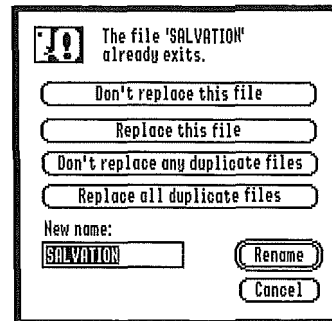 The file 'SALVATION'
already exits.
Don't replace this file
Replace this file
Don't replace any duplicate files
Replace all duplicate files
New name:
SALVATION
Rename
Cancel